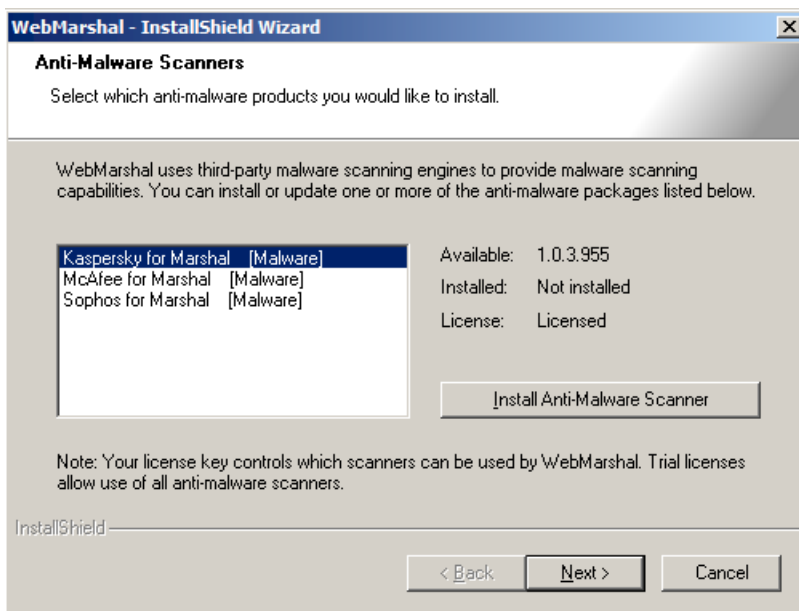 WebMarshal - InstallShield Wizard
Anti-Malware Scanners
Select which anti-malware products you would like to install.
WebMarshal uses third-party malware scanning engines to provide malware scanning
capabilities. You can install or update one or more of the anti-malware packages listed below.
Kaspersky for Marshal [Malware]
McAfee for Marshal [Malware]
Sophos for Marshal [Malware]
Available: 1.0.3.955
Installed: Not installed
License: Licensed
Install Anti-Malware Scanner
Note: Your license key controls which scanners can be used by WebMarshal. Trial licenses
allow use of all anti-malware scanners.
InstallShield
< Back Next > Cancel